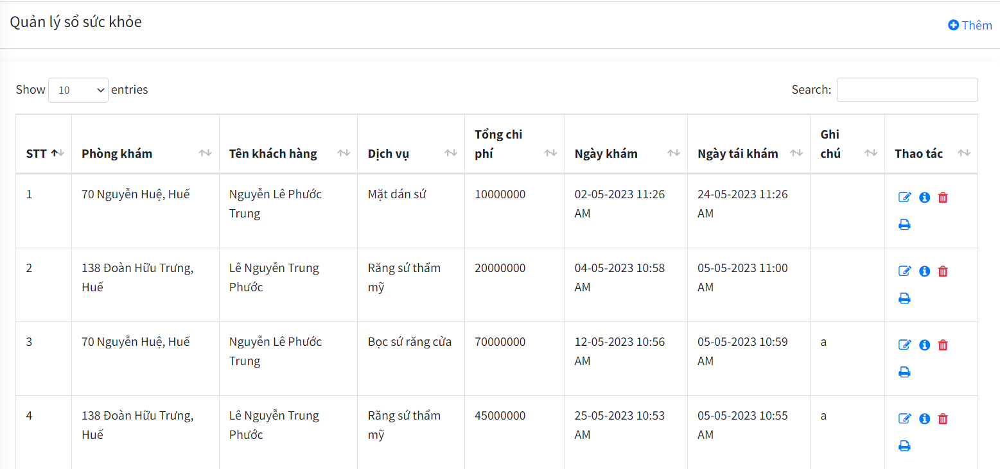 Quản lý sổ sức khỏe
Thêm
Show 10 entries
Search:
STT Phòng khám Tên khách hàng Dịch vụ Tổng chi phí Ngày khám Ngày tái khám Ghi chú Thao tác
1 70 Nguyễn Huệ, Huế Nguyễn Lê Phước Trung Mặt dán sứ 10000000 02-05-2023 11:26 AM 24-05-2023 11:26 AM
2 138 Đoàn Hữu Trưng, Huế Lê Nguyễn Trung Phước Răng sứ thẩm mỹ 20000000 04-05-2023 10:58 AM 05-05-2023 11:00 AM
3 70 Nguyễn Huệ, Huế Nguyễn Lê Phước Trung Bọc sứ răng cửa 70000000 12-05-2023 10:56 AM 05-05-2023 10:59 AM a
4 138 Đoàn Hữu Trưng, Huế Lê Nguyễn Trung Phước Răng sứ thẩm mỹ 45000000 25-05-2023 10:53 AM 05-05-2023 10:55 AM a